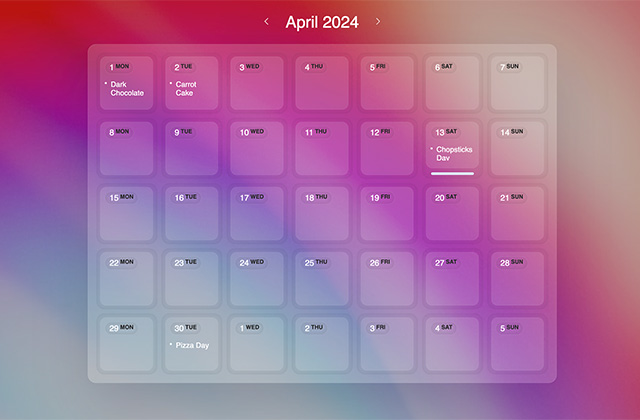 April 2024
1 MON
2 TUE
3 WED
4 THU
5 FRI
6 SAT
7 SUN
Dark
Chocolate
Carrot
Cake
8 MON
9 TUE
10 WED
11 THU
12 FRI
13 SAT
14 SUN
Chopsticks
Day
15 MON
16 TUE
17 WED
18 THU
19 FRI
20 SAT
21 SUN
22 MON
23 TUE
24 WED
25 THU
26 FRI
27 SAT
28 SUN
29 MON
30 TUE
1 WED
2 THU
3 FRI
4 SAT
5 SUN
Pizza Day